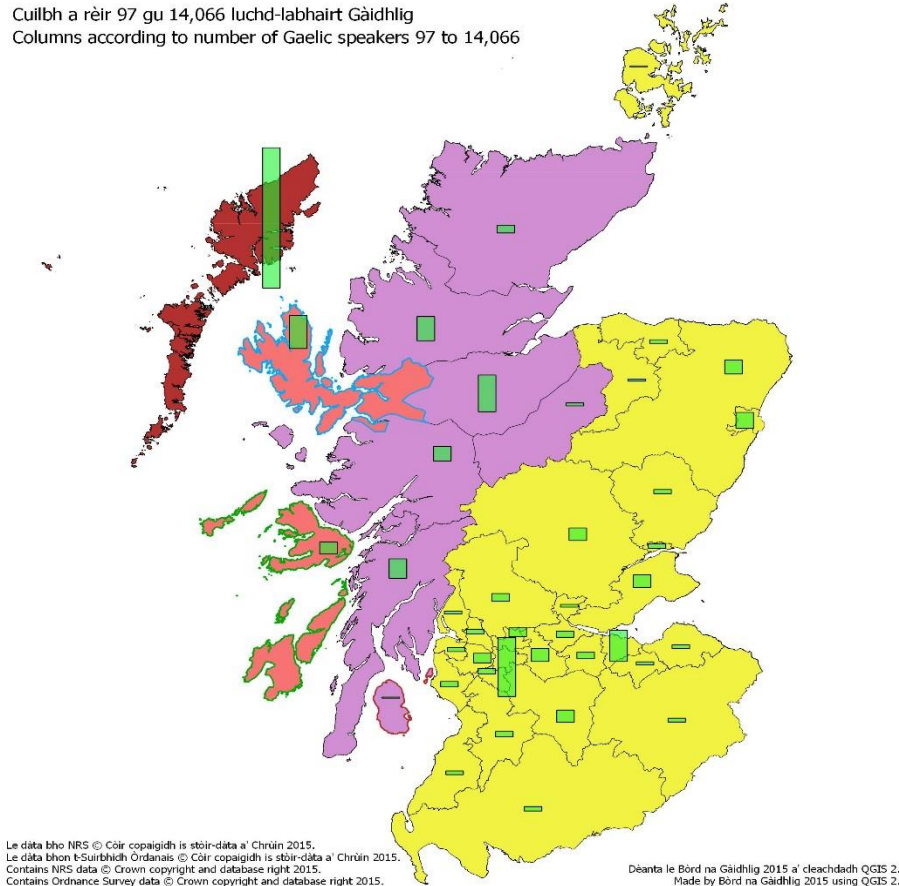 Cuilbh a rèir 97 gu 14,066 luchd-labhairt Gàidhlig
Columns according to number of Gaelic speakers 97 to 14,066
Le dàta bho NRS © Còir copaigidh is stòir-dàta a' Chrùin 2015.
Le dàta bhon t-Suirbhidh Òrdanais © Còir copaigidh is stòir-dàta a' Chrùin 2015.
Contains NRS data © Crown copyright and database right 2015.
Contains Ordnance Survey data © Crown copyright and database right 2015.
Dèanta le Bòrd na Gàidhlig 2015 a' cleachdadh QGIS 2.
Made by Bòrd na Gàidhlig 2015 using QGIS 2.